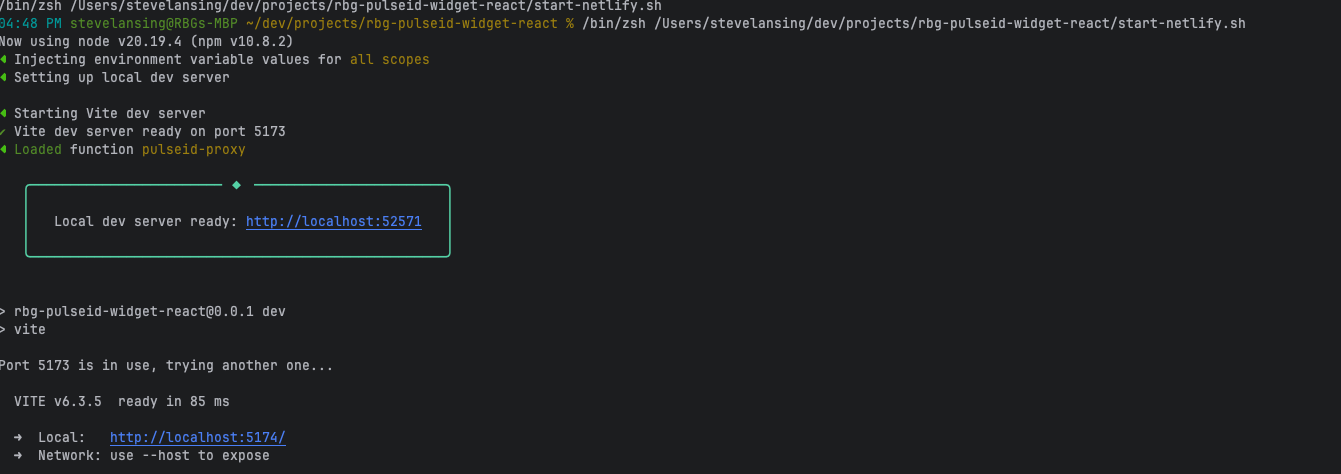 /bin/zsh /Users/stevelansing/dev/projects/rbg-pulseid-widget-react/start-netlify.sh
04:48 PM stevelansing@RBGs-MBP ~/dev/projects/rbg-pulseid-widget-react % /bin/zsh /Users/stevelansing/dev/projects/rbg-pulseid-widget-react/start-netlify.sh
Now using node v20.19.4 (npm v10.8.2)
Injecting environment variable values for all scopes
Setting up local dev server
Starting Vite dev server
✓ Vite dev server ready on port 5173
Loaded function pulseid-proxy
Local dev server ready: http://localhost:52571
> rbg-pulseid-widget-react@0.0.1 dev
> vite
Port 5173 is in use, trying another one...
VITE v6.3.5  ready in 85 ms
➜  Local:   http://localhost:5174/
➜  Network: use --host to expose